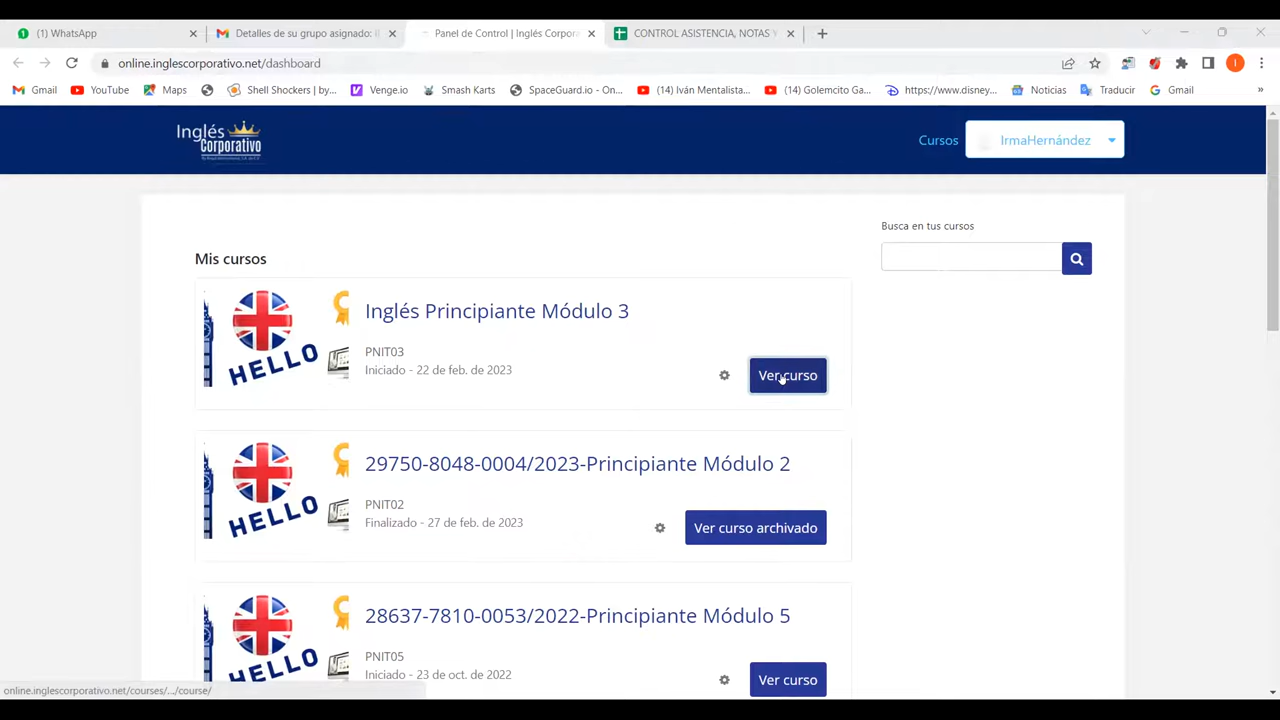 (1) WhatsApp
Detalles de su grupo asignado: (I
Panel de Control | Inglés Corpora
CONTROL ASISTENCIA, NOTAS Y
online.inglescorporativo.net/dashboard
Gmail
YouTube
Maps
Shell Shockers | by...
Venge.io
Smash Karts
SpaceGuard.io - On...
(14) Iván Mentalista...
(14) Golemcito Ga...
https://www.disney...
Noticias
Traducir
Gmail
»
Inglés
Corporativo
Cursos
IrmaHernández
Busca en tus cursos
Mis cursos
HELLO
Inglés Principiante Módulo 3
PNIT03
Iniciado - 22 de feb. de 2023
Ver curso
HELLO
29750-8048-0004/2023-Principiante Módulo 2
PNIT02
Finalizado - 27 de feb. de 2023
Ver curso archivado
HELLO
28637-7810-0053/2022-Principiante Módulo 5
PNIT05
Iniciado - 23 de oct. de 2022
Ver curso
online.inglescorporativo.net/courses/.../course/